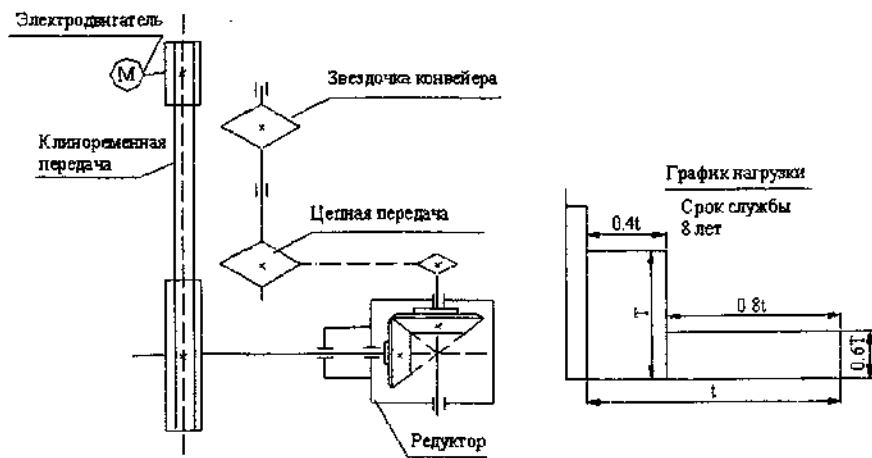 Электродвигатель
М
Звездочка конвейера
Клиноременная
передача
Цепная передача
Редуктор
График нагрузки
Срок службы
8 лет
0.4t
T
0.8t
0.6T
t